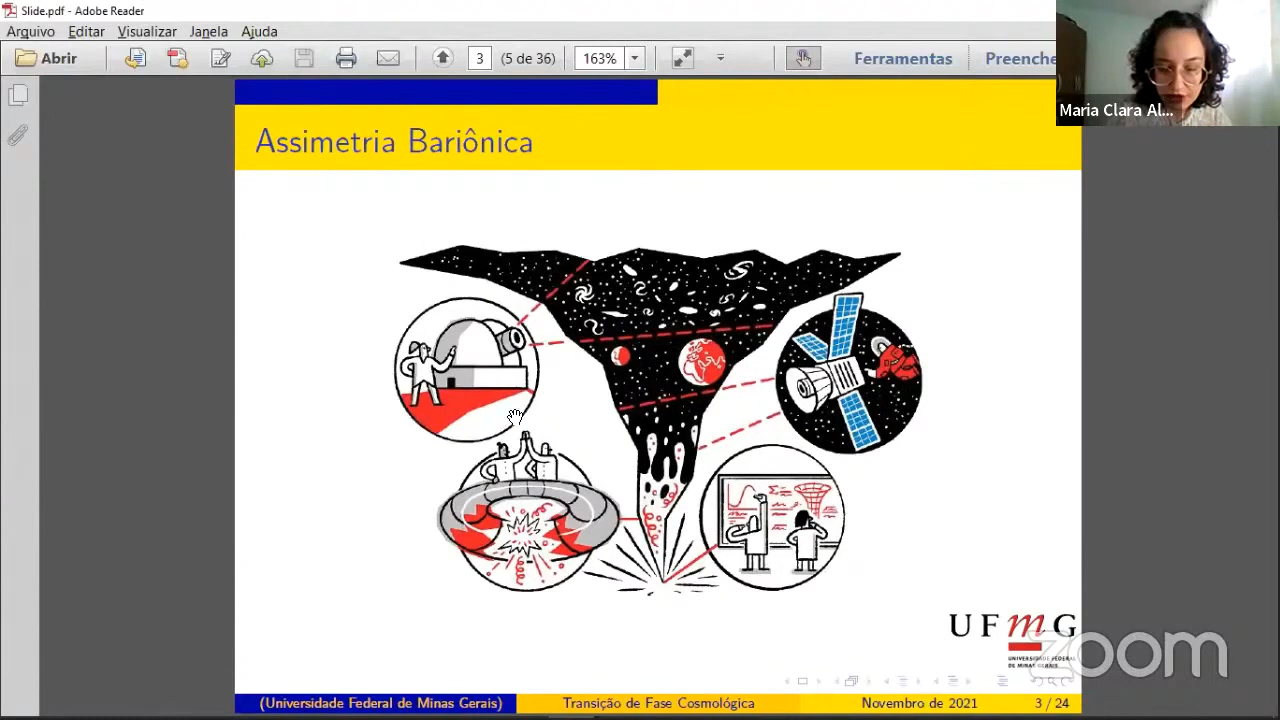 Slide.pdf - Adobe Reader
Arquivo Editar Visualizar Janela Ajuda
Abrir 3 (5 de 36) 163% Ferramentas Preenche
Maria Clara Al...
Assimetria Bariônica
UFmG
UNIVERSIDADE FEDERAL
DE MINAS GERAIS
zoom
(Universidade Federal de Minas Gerais) Transição de Fase Cosmológica Novembro de 2021 3 / 24